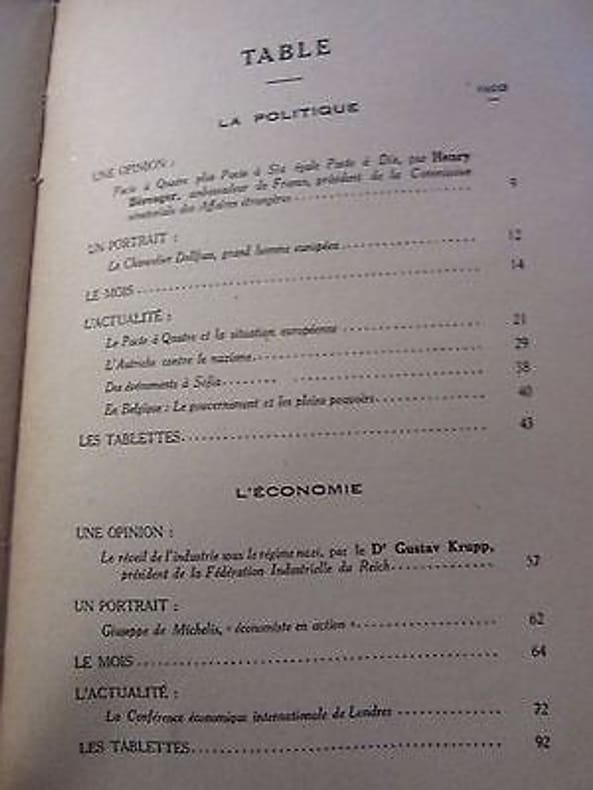 TABLE
LA POLITIQUE
PAGES
UNE OPINION :
Pacte à Quatre plus Pacte à Six égale Pacte à Dix, par Henry
Bérenger, ambassadeur de France, président de la Commission
sénatoriale des Affaires étrangères 9
UN PORTRAIT :
Le Chancelier Dollfuss, grand homme européen 12
LE MOIS 14
L'ACTUALITÉ :
Le Pacte à Quatre et la situation européenne 21
L'Autriche contre le nazisme 29
Des événements à Sofia 38
En Belgique : Le gouvernement et les pleins pouvoirs 40
LES TABLETTES 43
L'ÉCONOMIE
UNE OPINION :
Le réveil de l'industrie sous le régime nazi, par le Dr Gustav Krupp,
président de la Fédération Industrielle du Reich 57
UN PORTRAIT :
Giuseppe de Michelis, « économiste en action » 62
LE MOIS 64
L'ACTUALITÉ :
La Conférence économique internationale de Londres 72
LES TABLETTES 92